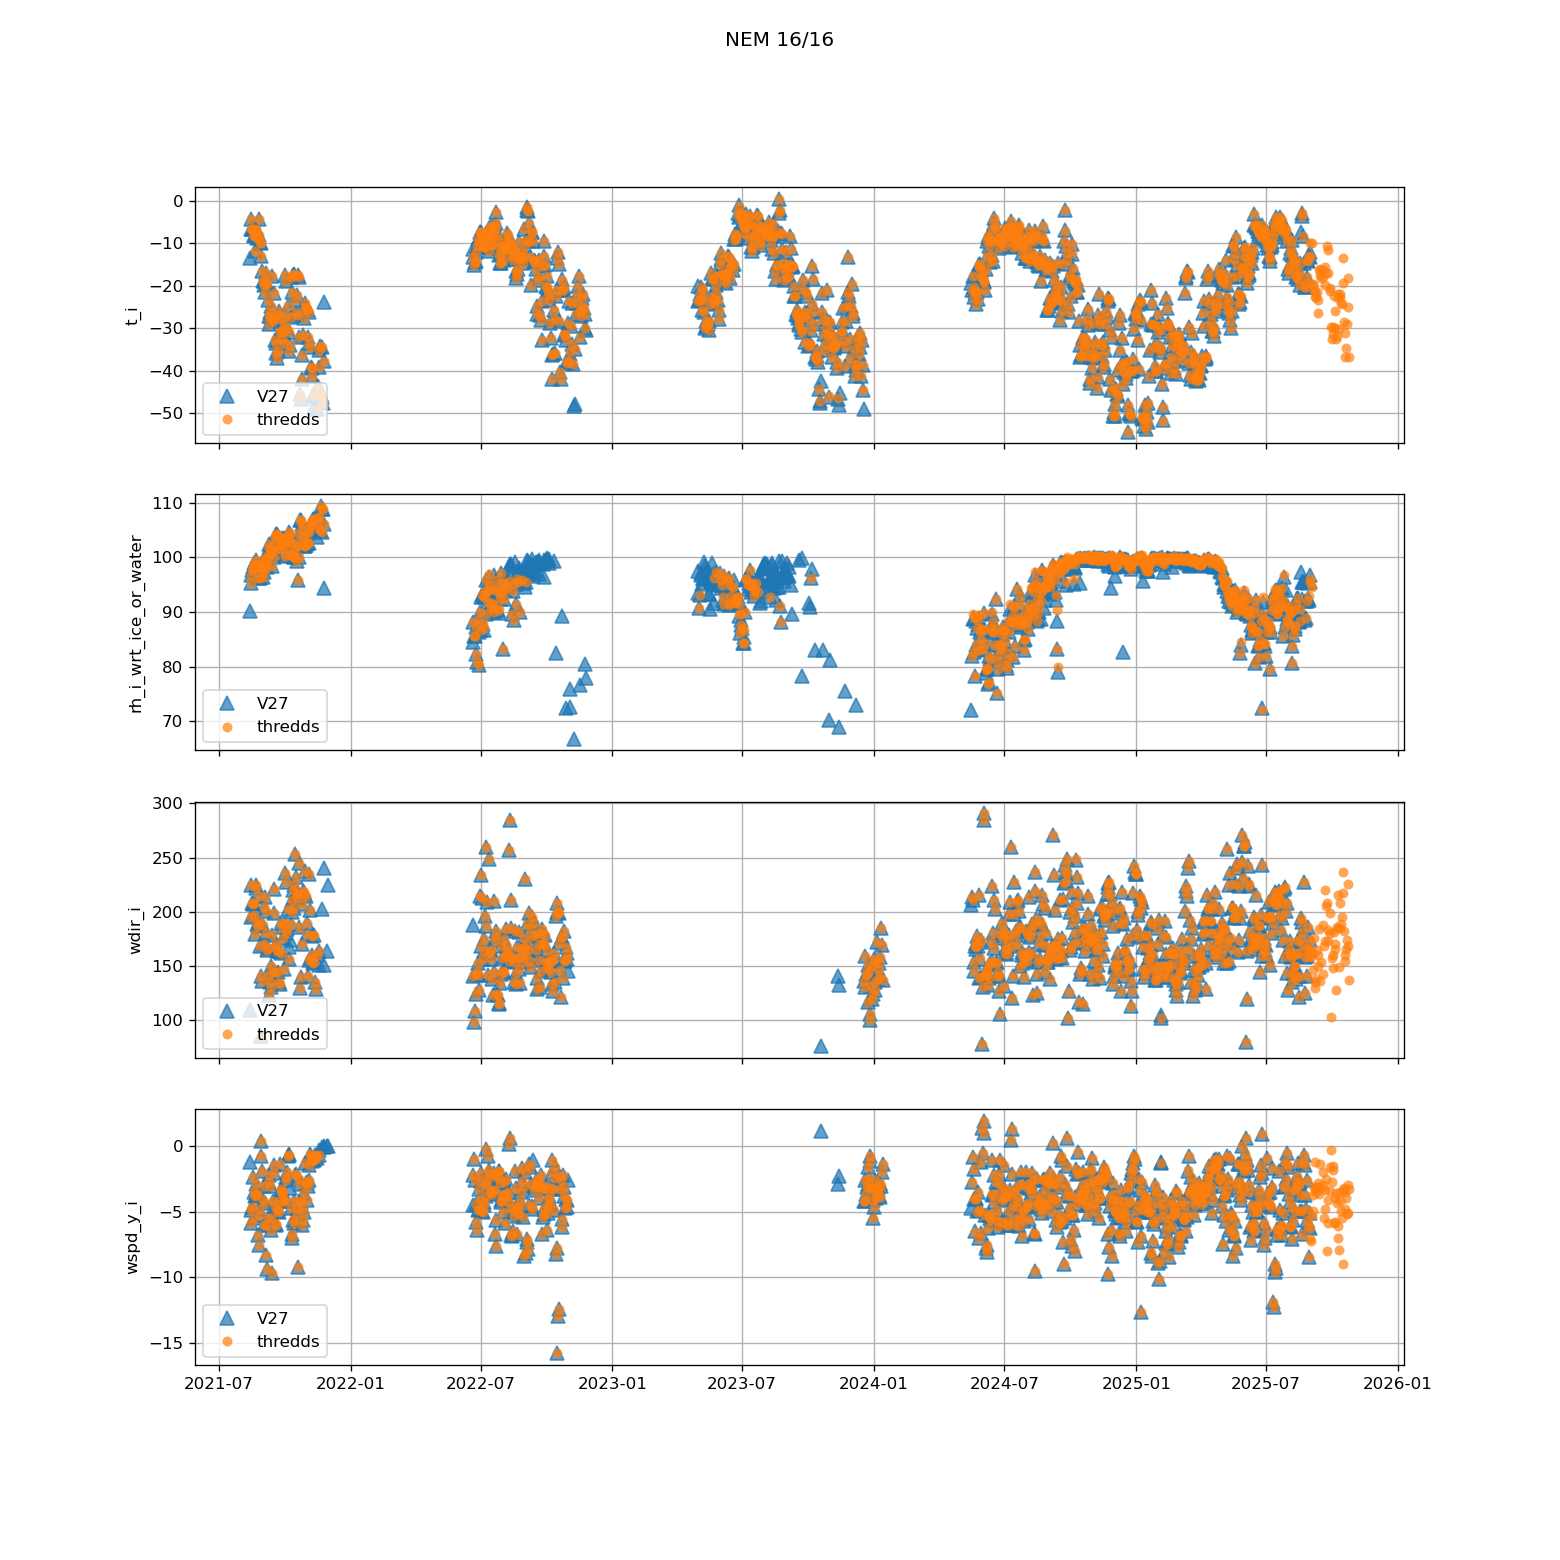 NEM 16/16
0
−10
−20
−30
−40
−50
t_i
V27
thredds
110
100
90
80
70
rh_i_wrt_ice_or_water
V27
thredds
300
250
200
150
100
wdir_i
V27
thredds
0
−5
−10
−15
wspd_y_i
V27
thredds
2021-07 2022-01 2022-07 2023-01 2023-07 2024-01 2024-07 2025-01 2025-07 2026-01